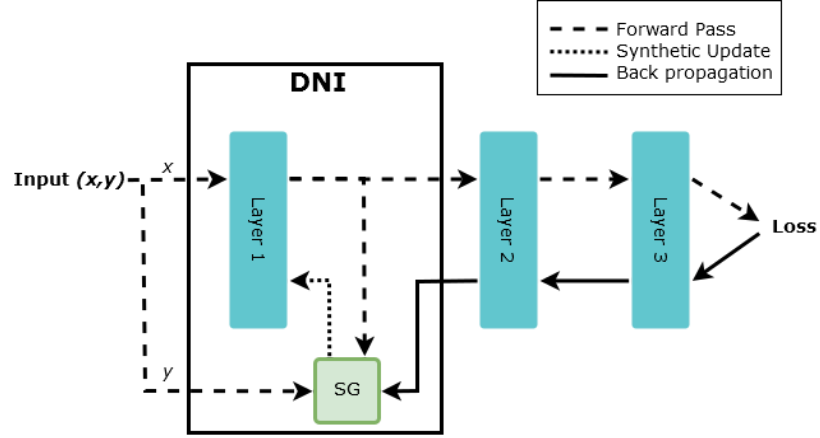 Forward Pass
Synthetic Update
Back propagation
DNI
Input (x,y)
x
Layer 1
Layer 2
Layer 3
Loss
y
SG